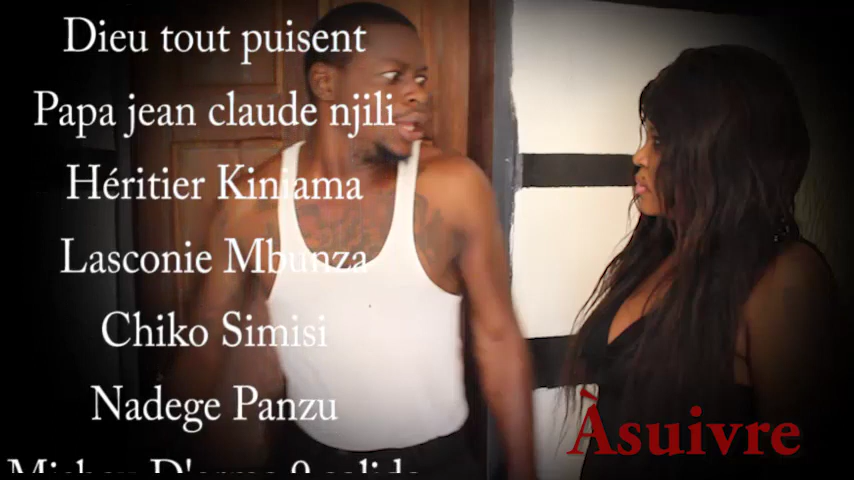 Dieu tout puisent
Papa jean claude njili
Héritier Kiniama
Lasconie Mbunza
Chiko Simisi
Nadege Panzu
Àsuivre